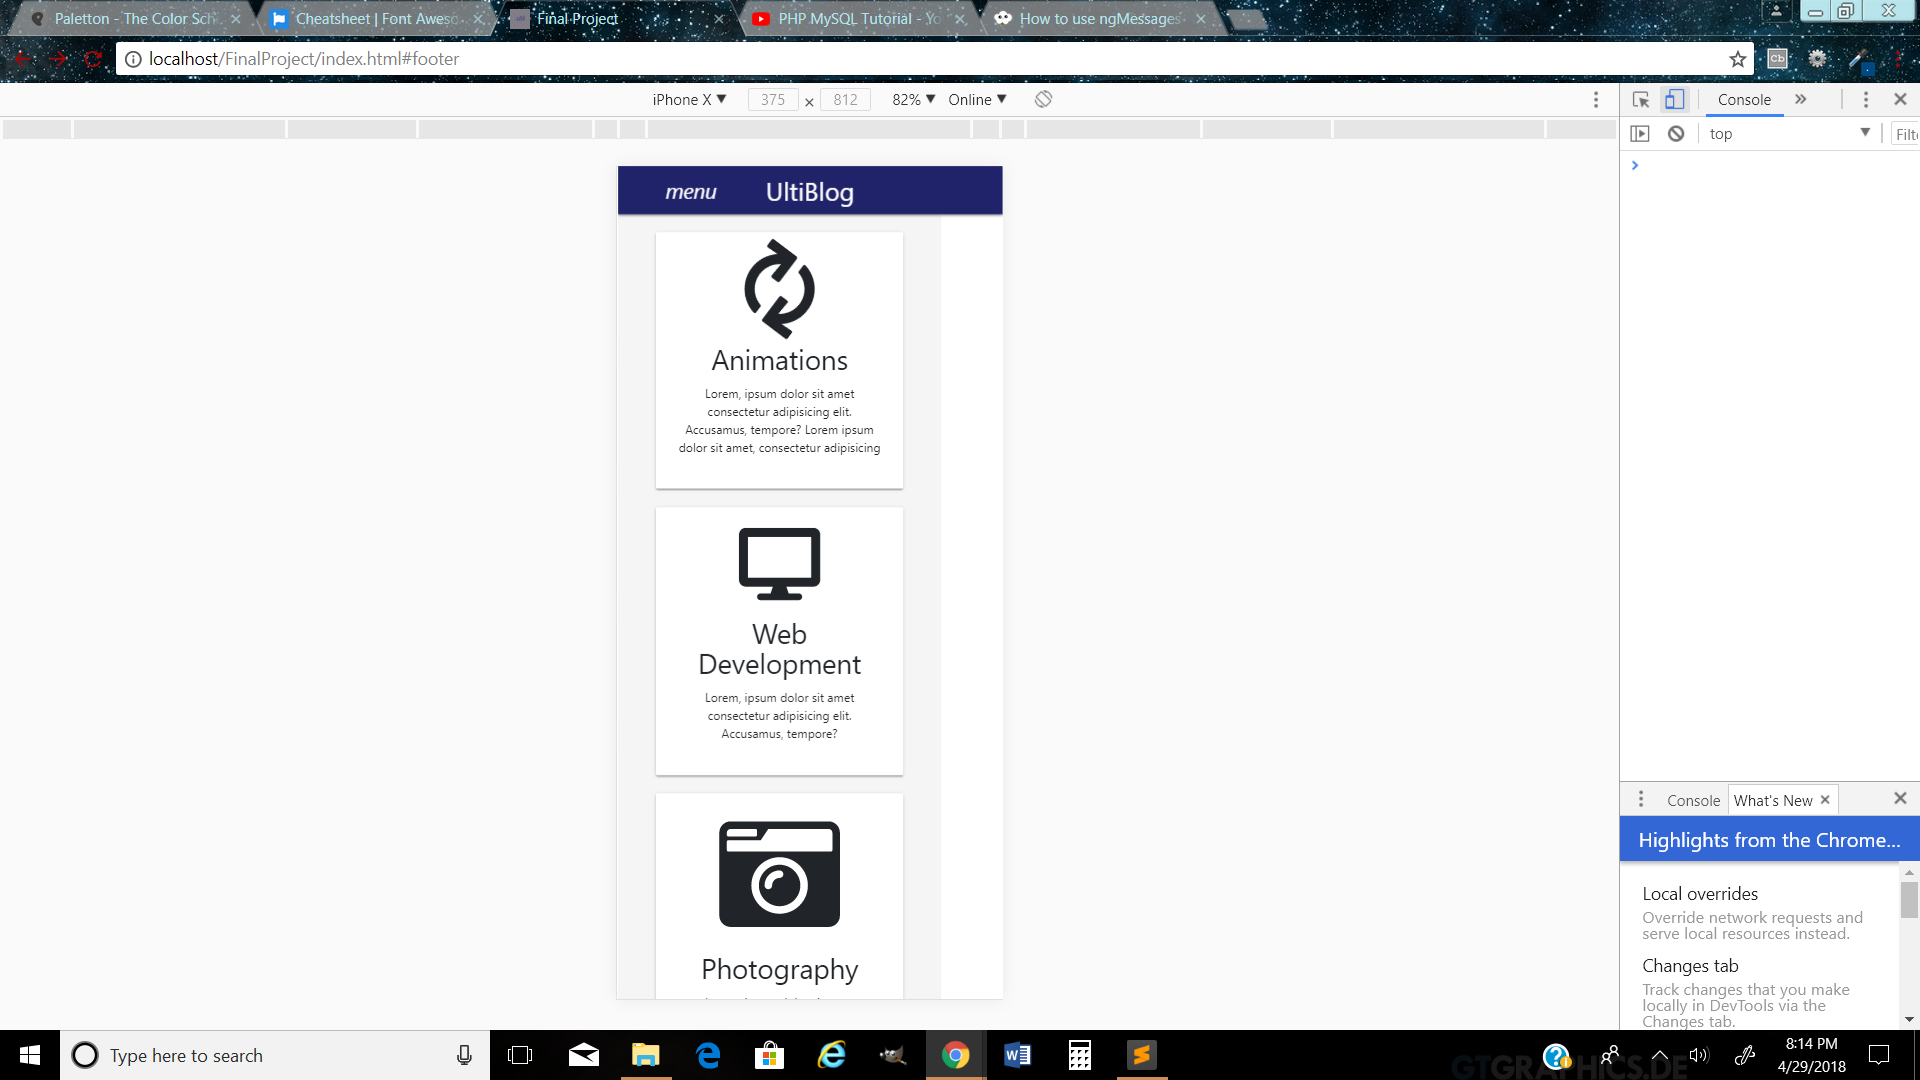 Paletton - The Color Sch
Cheatsheet | Font Aweso
Final Project
PHP MySQL Tutorial - Yo
How to use ngMessages
localhost/FinalProject/index.html#footer
Cb
iPhone X ▼ 375 x 812 82% ▼ Online ▼
Console
top
Filt
menu
UltiBlog
Animations
Lorem, ipsum dolor sit amet
consectetur adipisicing elit.
Accusamus, tempore? Lorem ipsum
dolor sit amet, consectetur adipisicing
Web
Development
Lorem, ipsum dolor sit amet
consectetur adipisicing elit.
Accusamus, tempore?
Photography
Console What's New
Highlights from the Chrome...
Local overrides
Override network requests and
serve local resources instead.
Changes tab
Track changes that you make
locally in DevTools via the
Changes tab.
Type here to search
GTGRAPHICS.DE
8:14 PM
4/29/2018